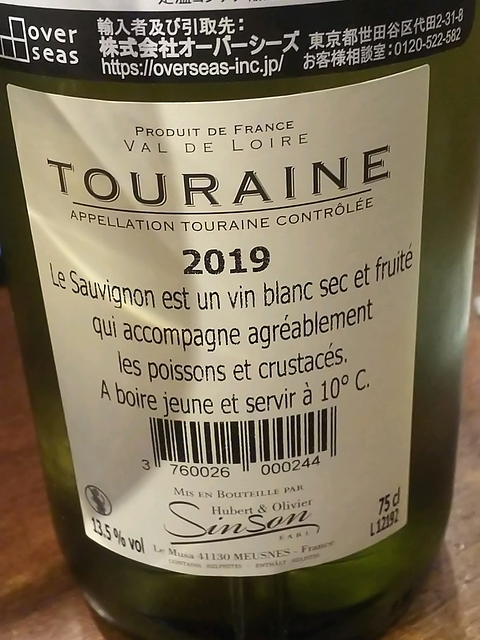 over
seas
輸入者及び引取先：
株式会社オーバーシーズ
東京都世田谷区代田2-31-8
https://overseas-inc.jp/
お客様相談室：0120-522-582
PRODUIT DE FRANCE
VAL DE LOIRE
TOURAINE
APPELLATION TOURAINE CONTRÔLÉE
2019
Le Sauvignon est un vin blanc sec et fruité
qui accompagne agréablement
les poissons et crustacés.
A boire jeune et servir à 10° C.
3 760026 000244
MIS EN BOUTEILLE PAR
Hubert & Olivier
Sinson
EARL
13.5 % vol
75 cl
L12192
Le Musa 41130 MEUSNES - France
CONTAINS SULPHITES - ENTHÄLT SULFITE